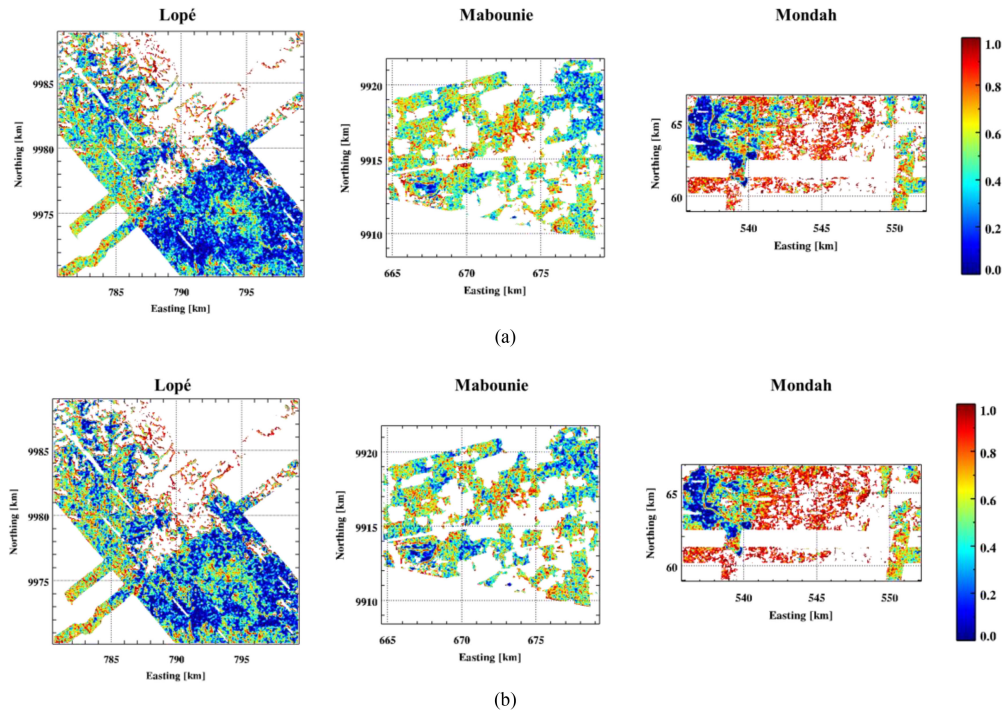 Lopé Mabounie Mondah
1.0
0.8
0.6
0.4
0.2
0.0
Northing [km]
9985
9980
9975
785 790 795
Easting [km]
Northing [km]
9920
9915
9910
665 670 675
Easting [km]
Northing [km]
65
60
540 545 550
Easting [km]
(a)
Lopé Mabounie Mondah
1.0
0.8
0.6
0.4
0.2
0.0
Northing [km]
9985
9980
9975
785 790 795
Easting [km]
Northing [km]
9920
9915
9910
665 670 675
Easting [km]
Northing [km]
65
60
540 545 550
Easting [km]
(b)